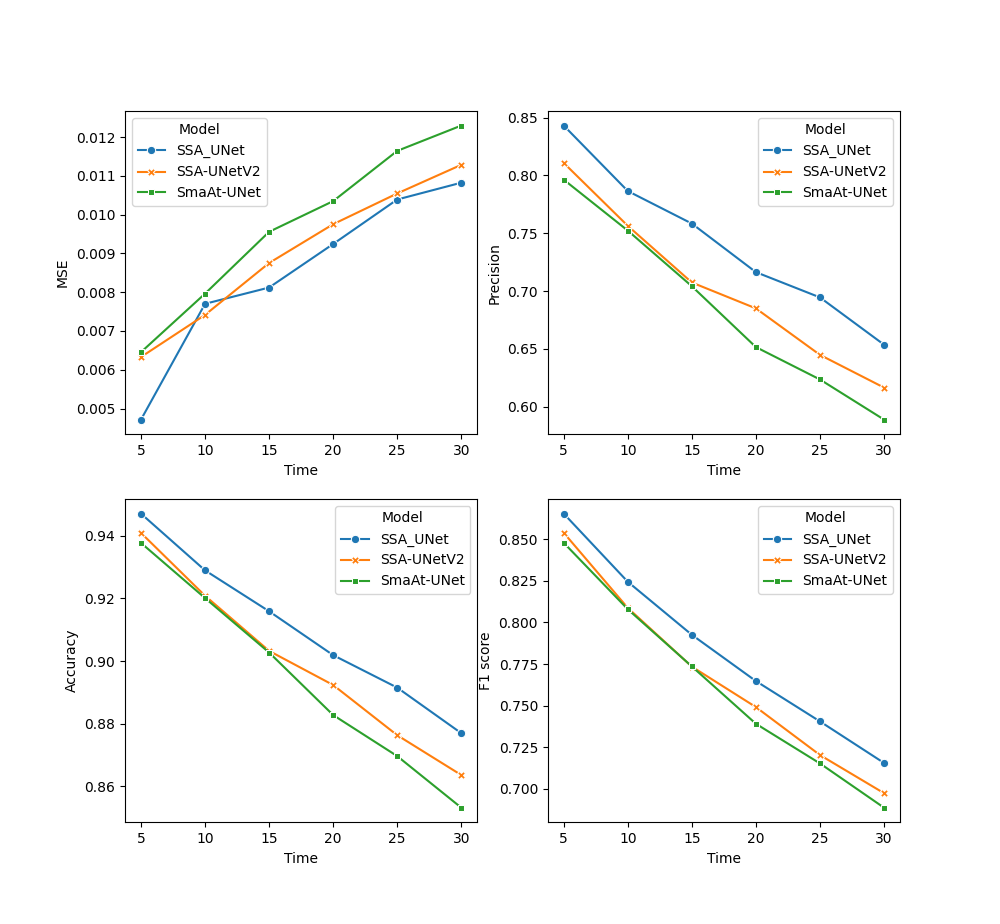 MSE
0.012
0.011
0.010
0.009
0.008
0.007
0.006
0.005
Model
SSA_UNet
SSA-UNetV2
SmaAt-UNet
5 10 15 20 25 30
Time
Precision
0.85
0.80
0.75
0.70
0.65
0.60
Model
SSA_UNet
SSA-UNetV2
SmaAt-UNet
5 10 15 20 25 30
Time
Accuracy
0.94
0.92
0.90
0.88
0.86
Model
SSA_UNet
SSA-UNetV2
SmaAt-UNet
5 10 15 20 25 30
Time
F1 score
0.850
0.825
0.800
0.775
0.750
0.725
0.700
Model
SSA_UNet
SSA-UNetV2
SmaAt-UNet
5 10 15 20 25 30
Time